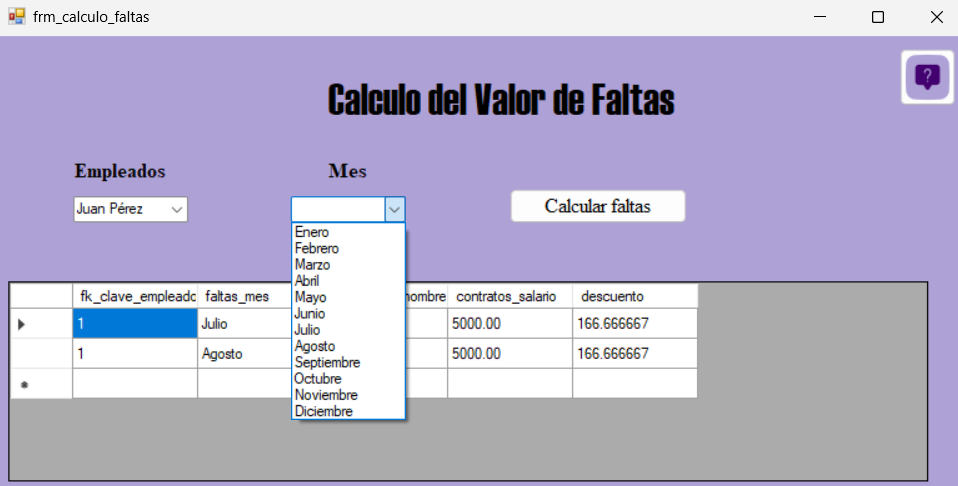 frm_calculo_faltas
?
Calculo del Valor de Faltas
Empleados Mes
Juan Pérez Calcular faltas
Enero
Febrero
Marzo
Abril
Mayo
Junio
Julio
Agosto
Septiembre
Octubre
Noviembre
Diciembre
fk_clave_empleado faltas_mes nombre contratos_salario descuento
1 Julio 5000.00 166.666667
1 Agosto 5000.00 166.666667